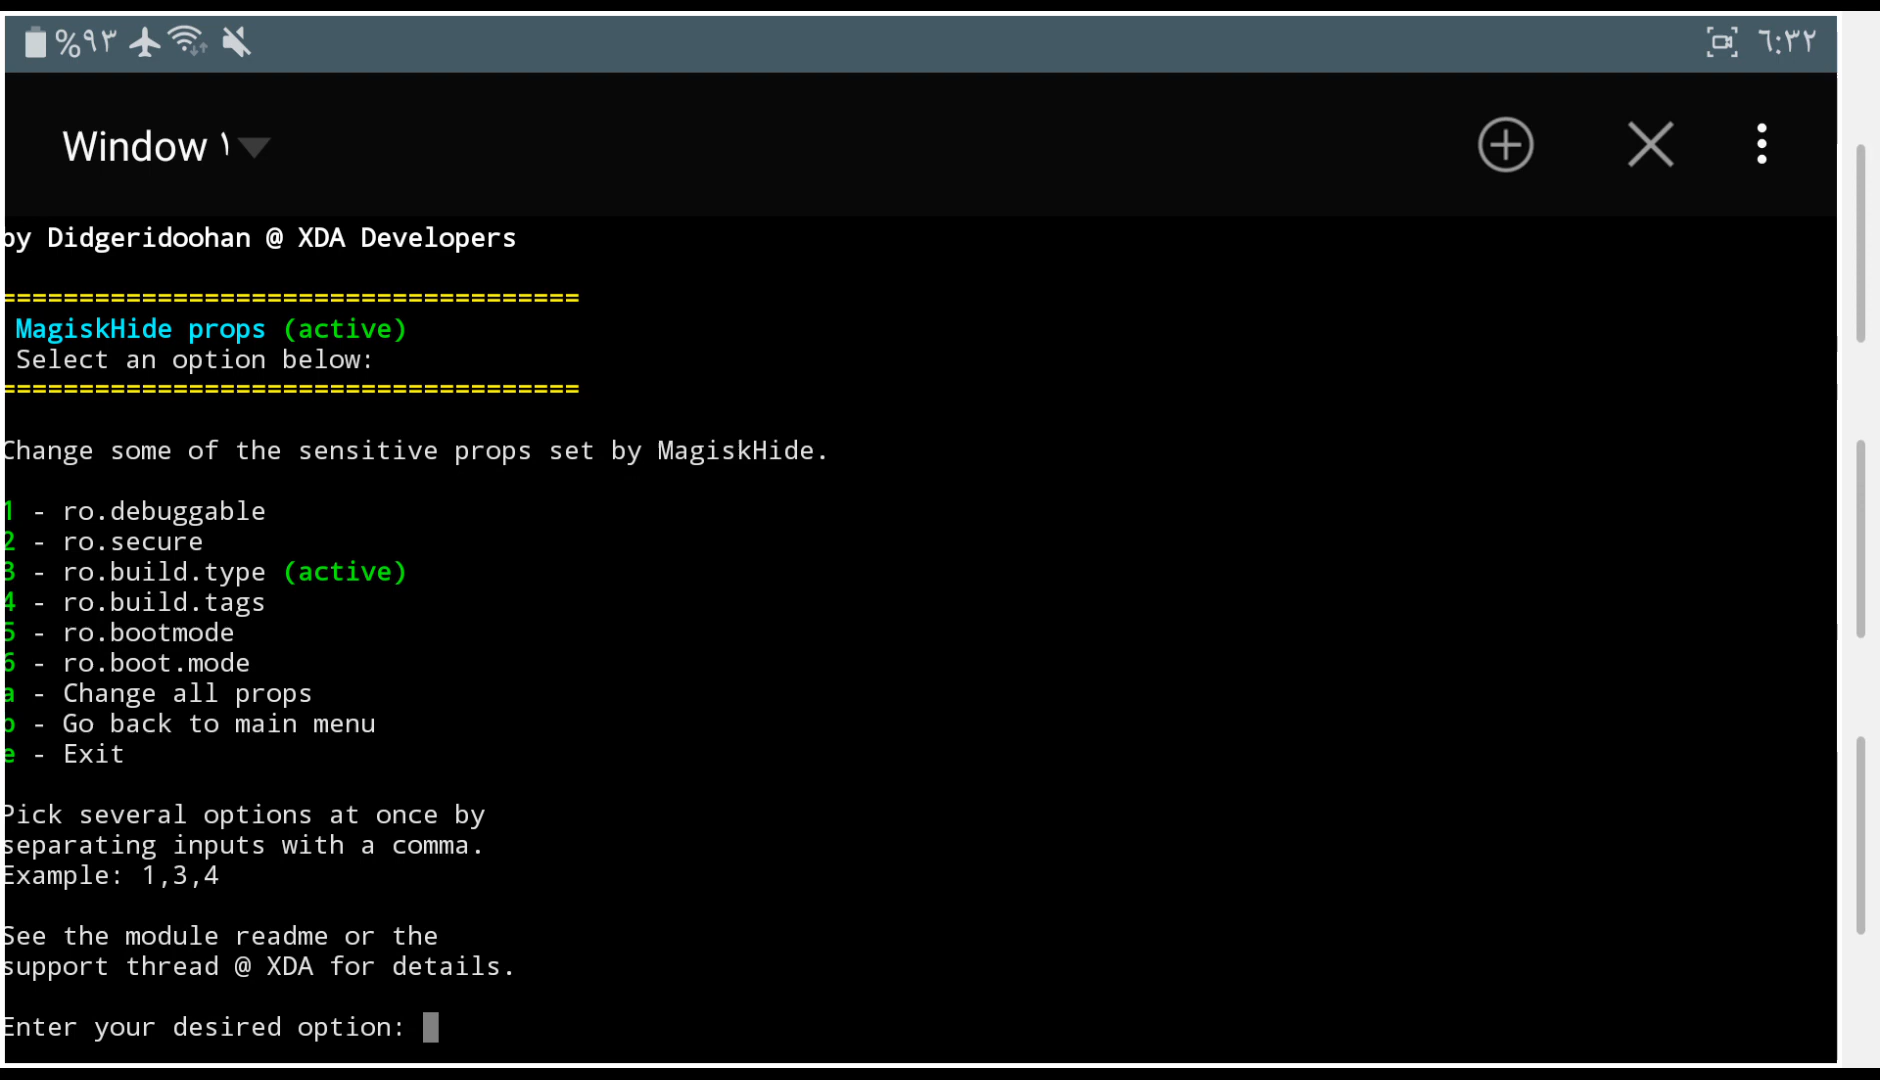 %۹۳ ٦:۳۲
Window ۱
by Didgeridoohan @ XDA Developers
=====================================
MagiskHide props (active)
Select an option below:
=====================================
Change some of the sensitive props set by MagiskHide.
1 - ro.debuggable
2 - ro.secure
3 - ro.build.type (active)
4 - ro.build.tags
5 - ro.bootmode
6 - ro.boot.mode
a - Change all props
b - Go back to main menu
e - Exit
Pick several options at once by
separating inputs with a comma.
Example: 1,3,4
See the module readme or the
support thread @ XDA for details.
Enter your desired option: